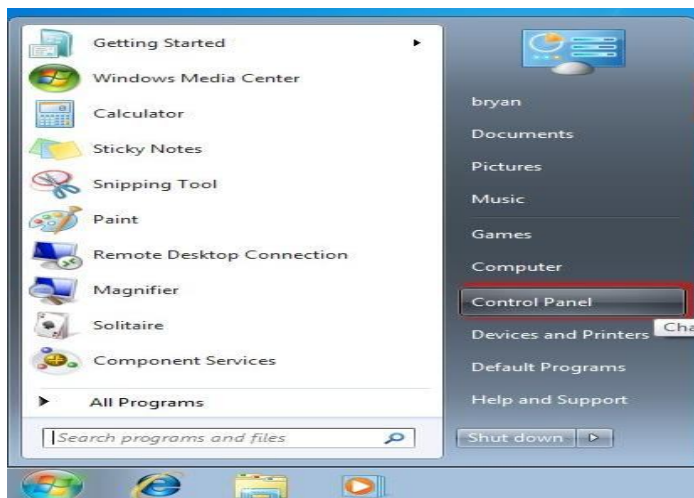 Getting Started
Windows Media Center
Calculator
Sticky Notes
Snipping Tool
Paint
Remote Desktop Connection
Magnifier
Solitaire
Component Services
All Programs
Search programs and files
bryan
Documents
Pictures
Music
Games
Computer
Control Panel
Devices and Printers
Cha
Default Programs
Help and Support
Shut down